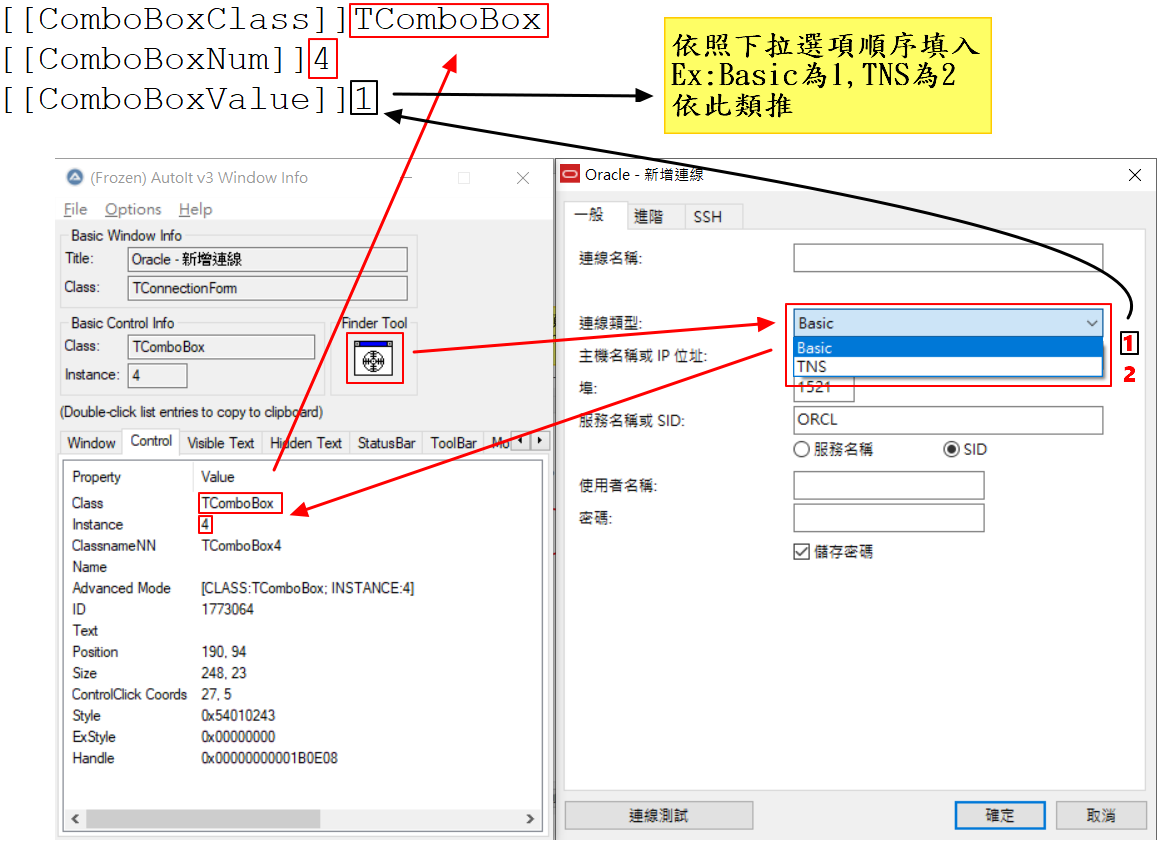 [[ComboBoxClass]]TComboBox
[[ComboBoxNum]]4
[[ComboBoxValue]]1
依照下拉選項順序填入
Ex:Basic為1,TNS為2
依此類推
(Frozen) AutoIt v3 Window Info
File Options Help
Basic Window Info
Title: Oracle - 新增連線
Class: TConnectionForm
Basic Control Info
Class: TComboBox
Instance: 4
Finder Tool
(Double-click list entries to copy to clipboard)
Window Control Visible Text Hidden Text StatusBar ToolBar Mo
Property Value
Class TComboBox
Instance 4
ClassnameNN TComboBox4
Name
Advanced Mode [CLASS:TComboBox; INSTANCE:4]
ID 1773064
Text
Position 190, 94
Size 248, 23
ControlClick Coords 27, 5
Style 0x54010243
ExStyle 0x00000000
Handle 0x00000000001B0E08
Oracle - 新增連線
一般 進階 SSH
連線名稱:
連線類型: Basic
Basic 1
TNS 2
主機名稱或 IP 位址:
埠: 1521
服務名稱或 SID: ORCL
服務名稱 SID
使用者名稱:
密碼:
儲存密碼
連線測試 確定 取消